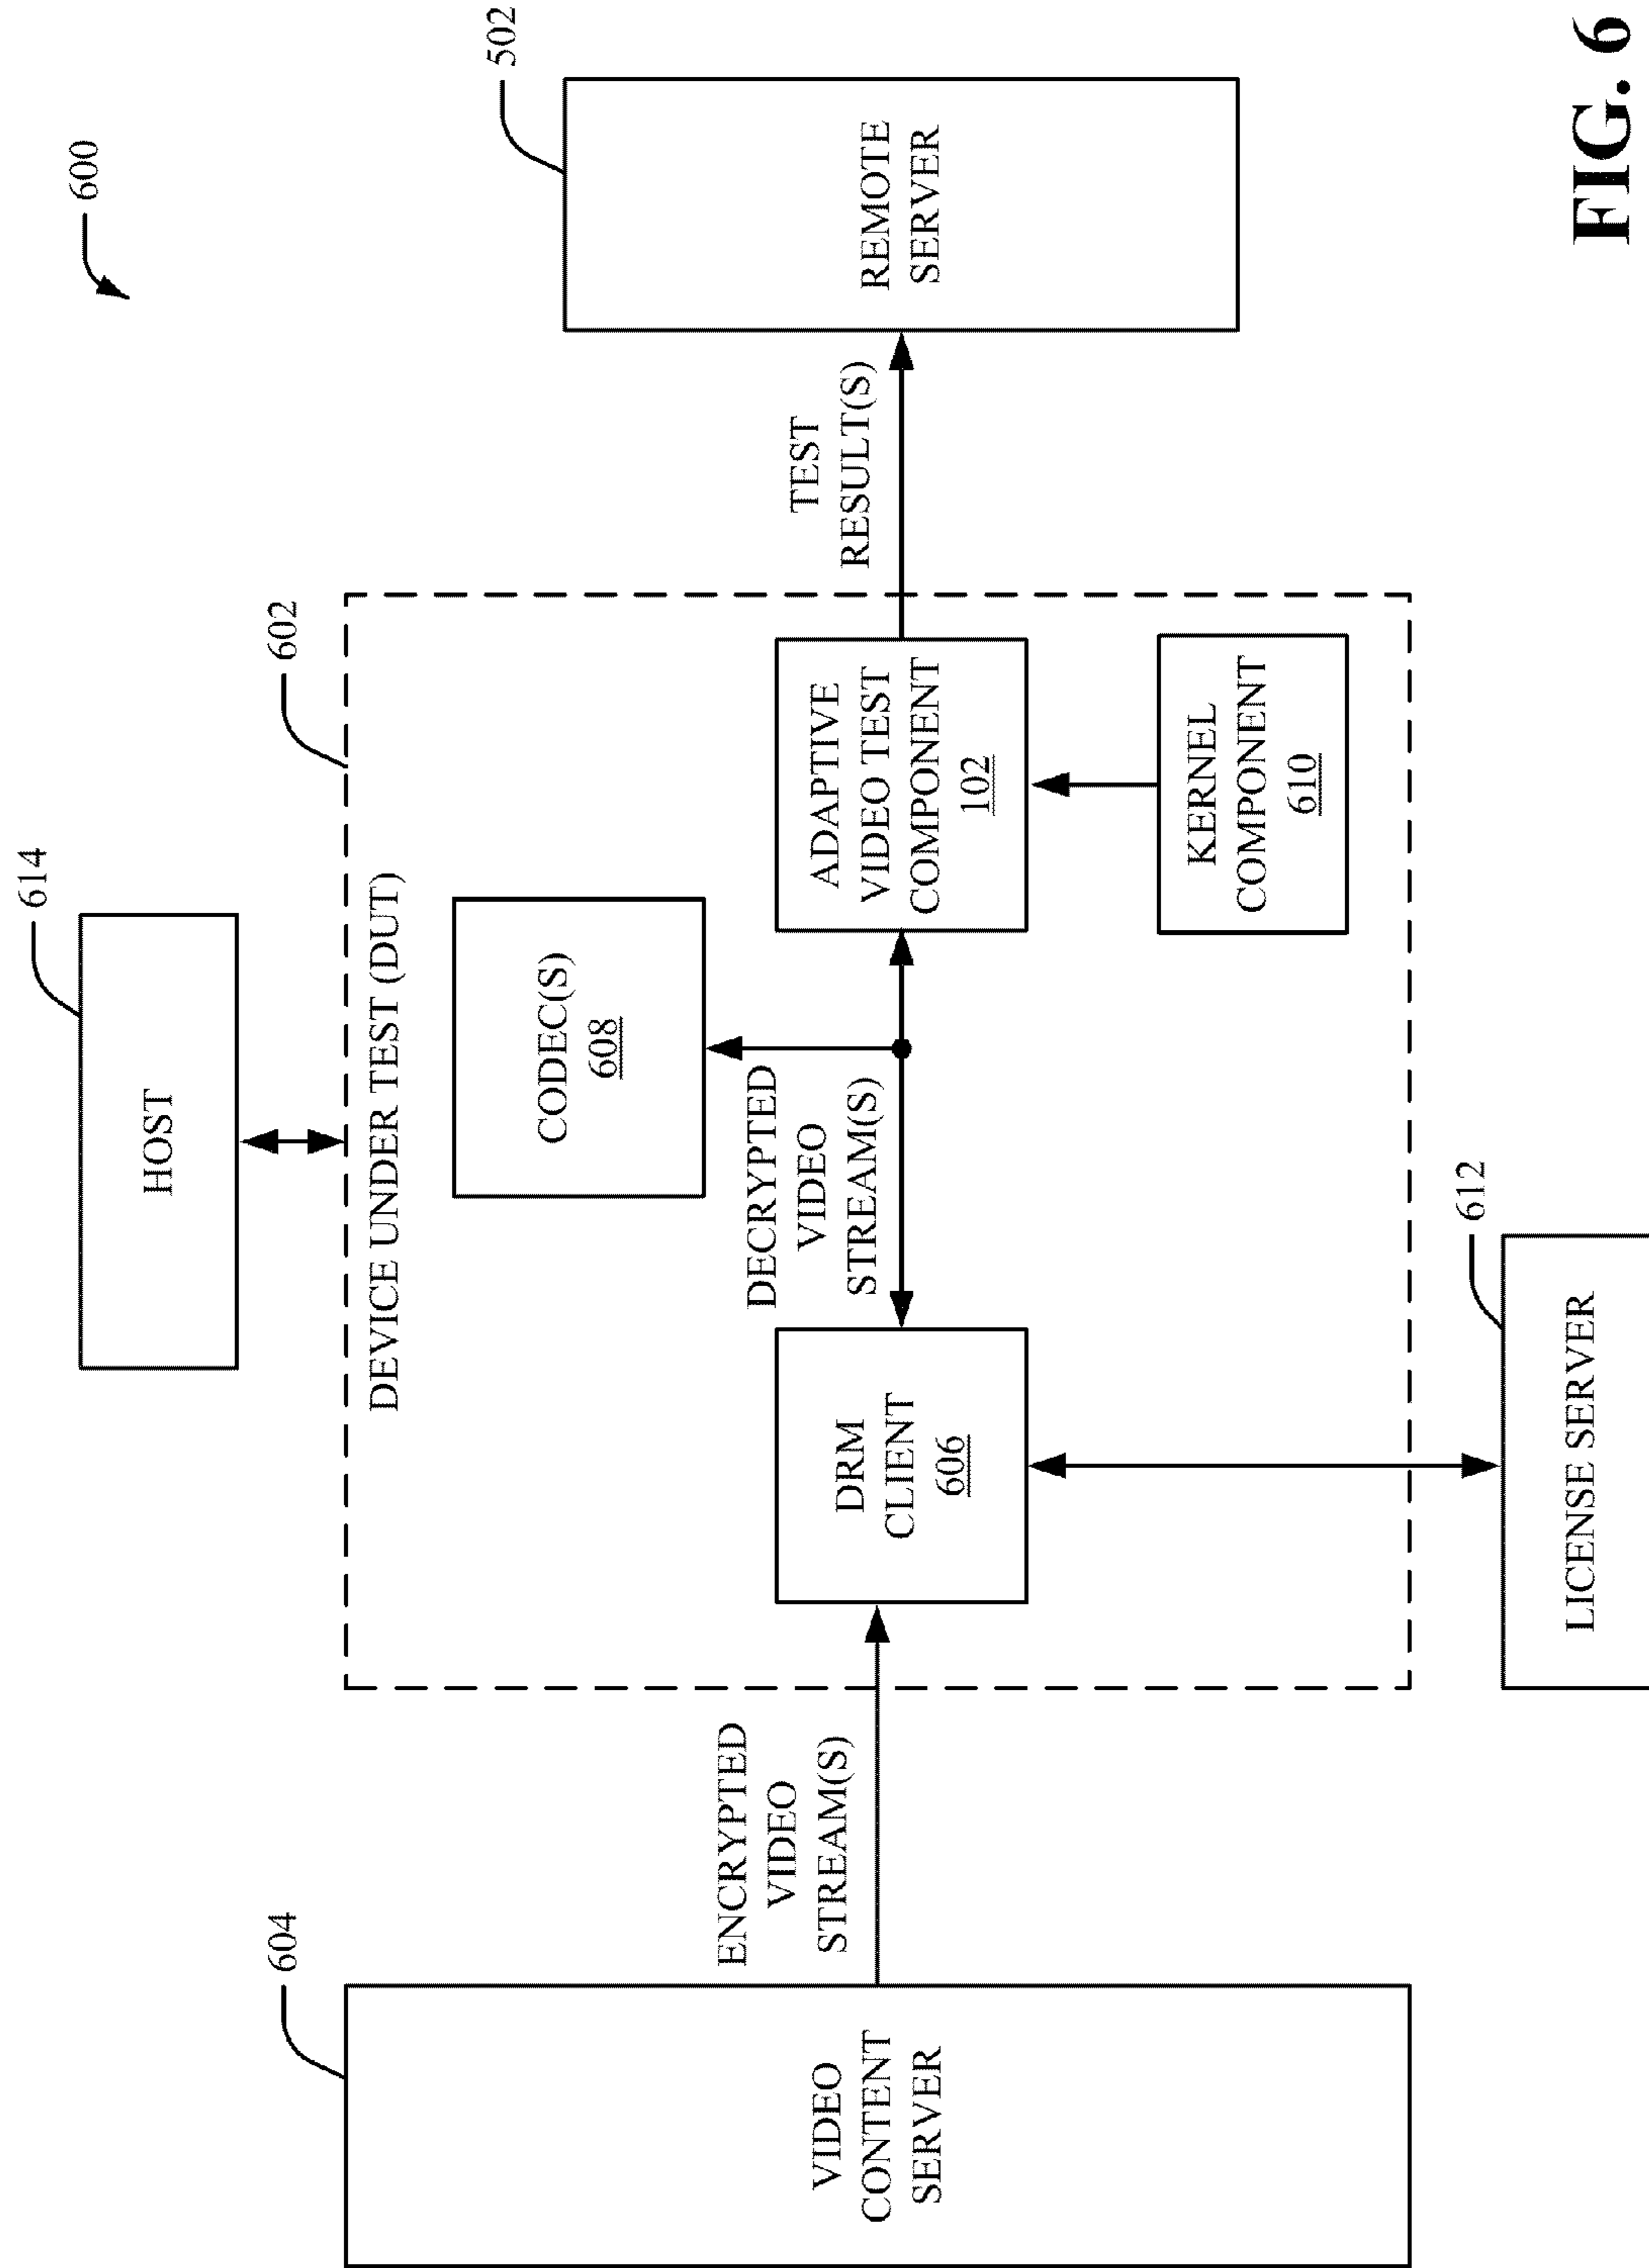 600
614
HOST
602
502
604
DEVICE UNDER TEST (DUT)
CODEC(S)
608
VIDEO
CONTENT
SERVER
ENCRYPTED
VIDEO
STREAM(S)
DRM
CLIENT
606
DECRYPTED
VIDEO
STREAM(S)
ADAPTIVE
VIDEO TEST
COMPONENT
102
TEST
RESULT(S)
REMOTE
SERVER
KERNEL
COMPONENT
610
612
LICENSE SERVER
FIG. 6